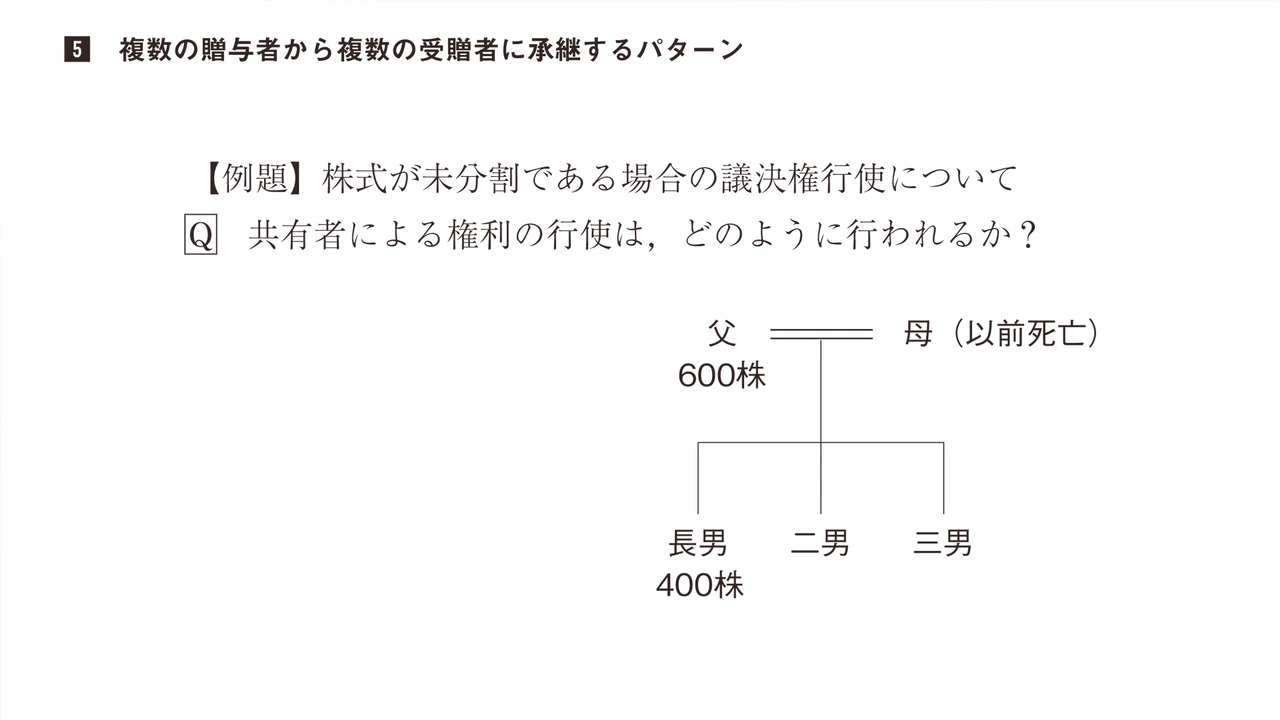 5 複数の贈与者から複数の受贈者に承継するパターン
【例題】株式が未分割である場合の議決権行使について
Q 共有者による権利の行使は，どのように行われるか？
父 母（以前死亡）
600株
長男 二男 三男
400株